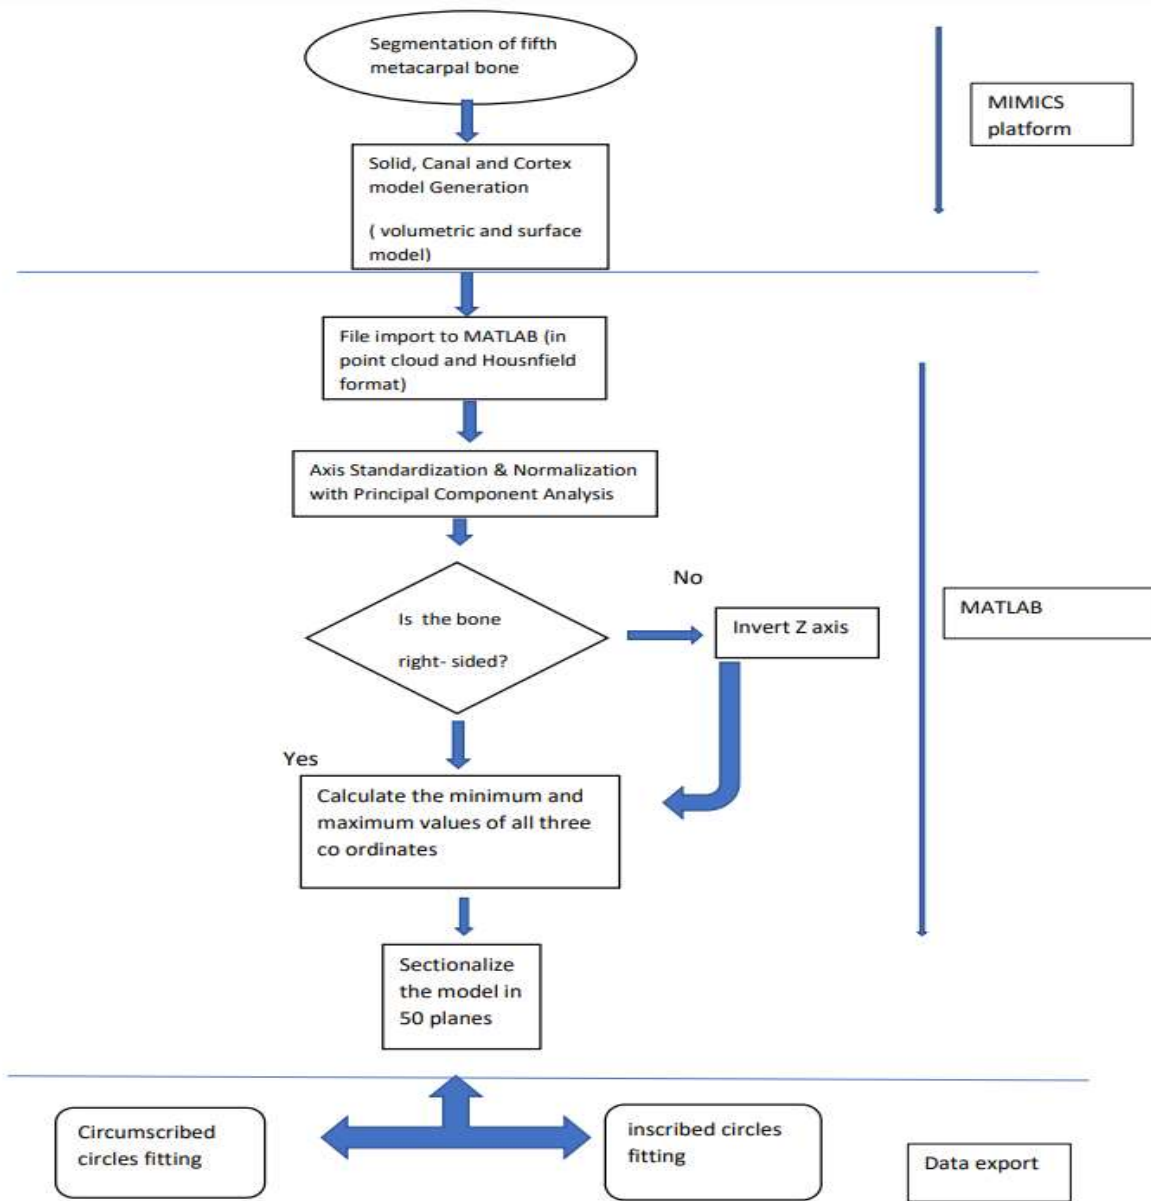 Segmentation of fifth
metacarpal bone
MIMICS
platform
Solid, Canal and Cortex
model Generation
( volumetric and surface
model)
File import to MATLAB (in
point cloud and Housnfield
format)
Axis Standardization & Normalization
with Principal Component Analysis
Is the bone
right- sided?
No
Invert Z axis
MATLAB
Yes
Calculate the minimum and
maximum values of all three
co ordinates
Sectionalize
the model in
50 planes
Circumscribed
circles fitting
inscribed circles
fitting
Data export